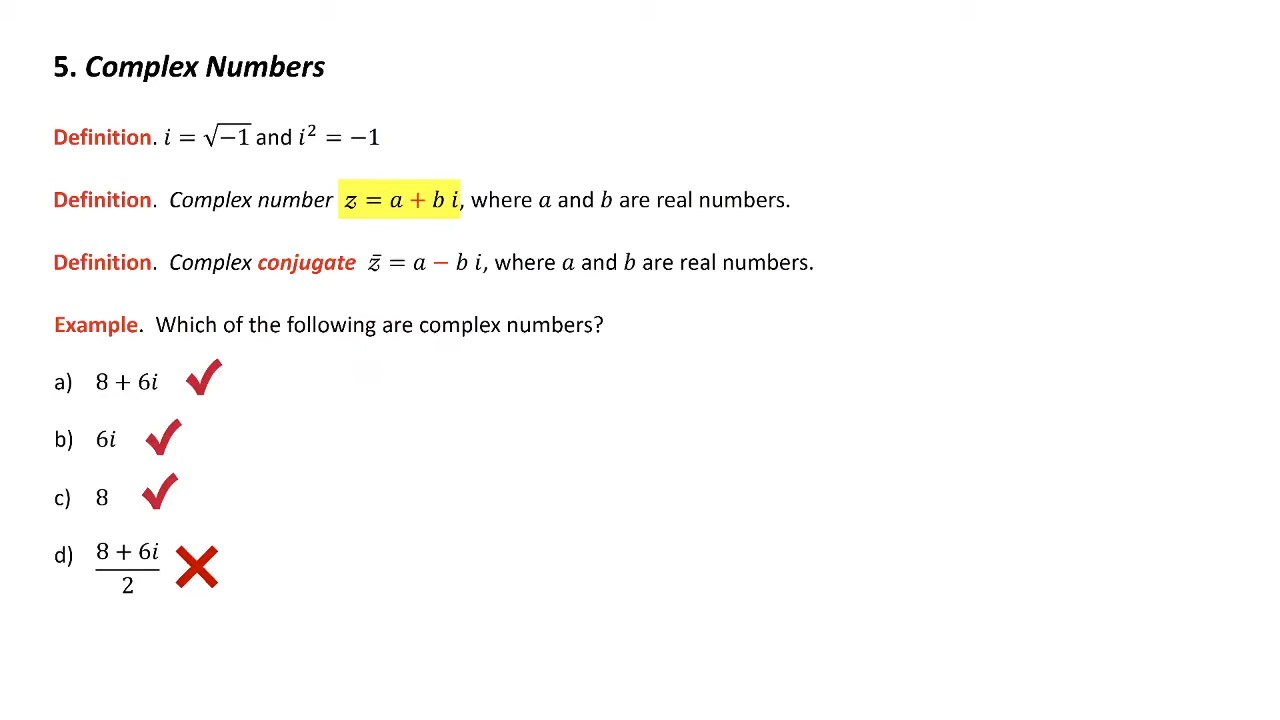 5. Complex Numbers
Definition. 𝑖 = √−1 and 𝑖² = −1
Definition. Complex number 𝑧 = 𝑎 + 𝑏 𝑖, where 𝑎 and 𝑏 are real numbers.
Definition. Complex conjugate z̄ = 𝑎 − 𝑏 𝑖, where 𝑎 and 𝑏 are real numbers.
Example. Which of the following are complex numbers?
a) 8 + 6𝑖
b) 6𝑖
c) 8
d) 8 + 6𝑖
2